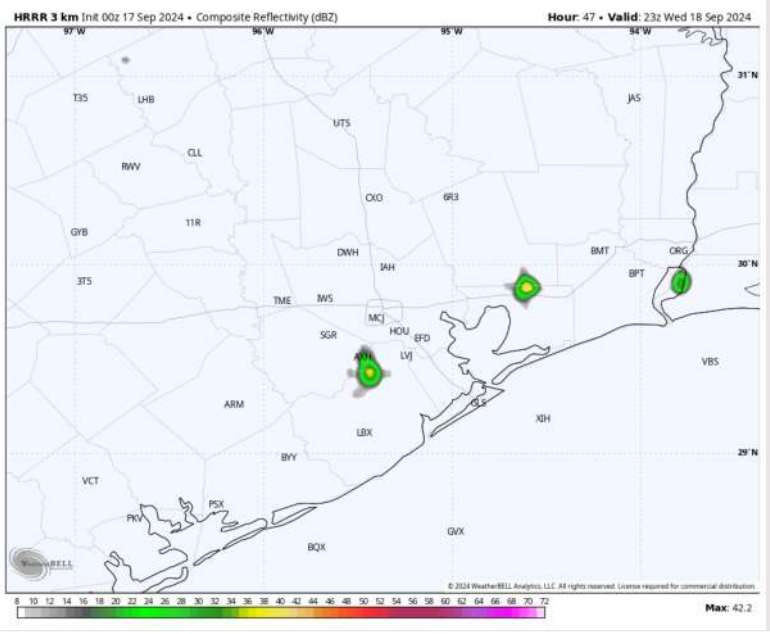 HRRR 3 km Init 00z 17 Sep 2024 • Composite Reflectivity (dBZ) Hour: 47 • Valid: 23z Wed 18 Sep 2024
97°W 96°W 95°W 94°W
31°N
T35 LHB JAS
UTS
CLL
RWV
CXO 6R3
11R
GYB
DWH BMT ORG
IAH 30°N
BPT
3T5
TME IWS
MCJ
SGR HOU EFD
AXH LVJ
VBS
ARM GLS
XIH
LBX
29°N
BYY
VCT
PSX
PKV
GVX
BQX
WEATHERBELL
© 2024 WeatherBELL Analytics, LLC. All rights reserved. License required for commercial distribution.
8 10 12 14 16 18 20 22 24 26 28 30 32 34 36 38 40 42 44 46 48 50 52 54 56 58 60 62 64 66 68 70 72
Max: 42.2